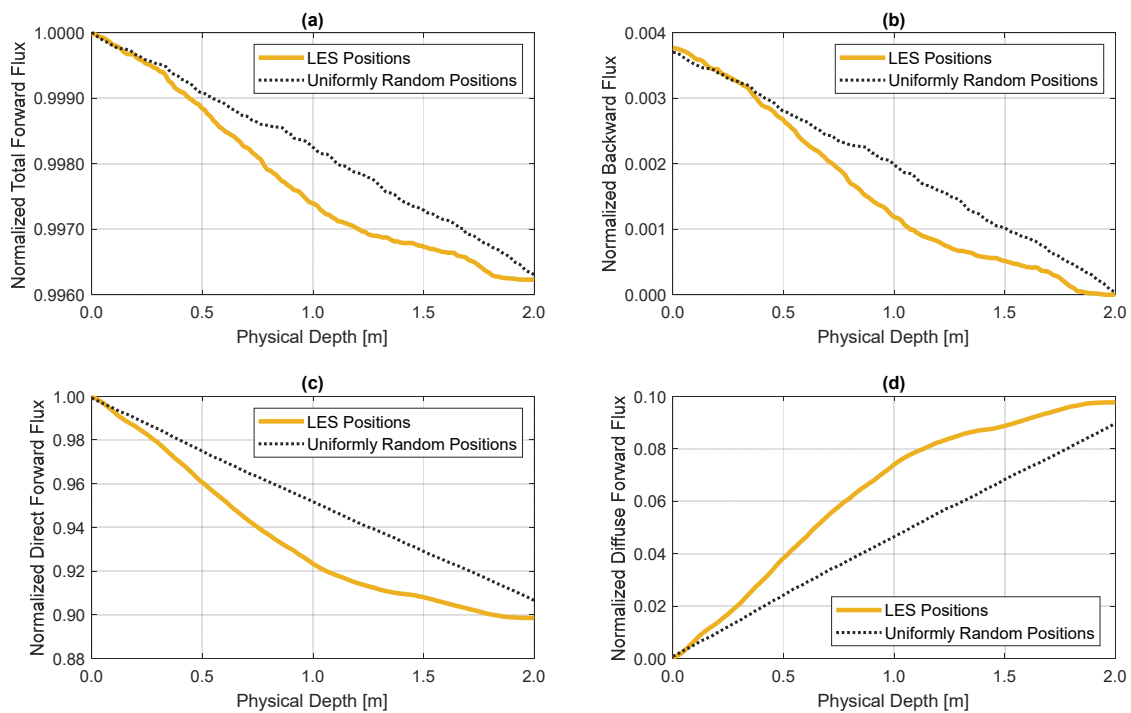 (a)
Normalized Total Forward Flux
1.0000
0.9990
0.9980
0.9970
0.9960
LES Positions
Uniformly Random Positions
0.0
0.5
1.0
1.5
2.0
Physical Depth [m]
(b)
Normalized Backward Flux
0.004
0.003
0.002
0.001
0.000
LES Positions
Uniformly Random Positions
0.0
0.5
1.0
1.5
2.0
Physical Depth [m]
(c)
Normalized Direct Forward Flux
1.00
0.98
0.96
0.94
0.92
0.90
0.88
LES Positions
Uniformly Random Positions
0.0
0.5
1.0
1.5
2.0
Physical Depth [m]
(d)
Normalized Diffuse Forward Flux
0.10
0.08
0.06
0.04
0.02
0.00
LES Positions
Uniformly Random Positions
0.0
0.5
1.0
1.5
2.0
Physical Depth [m]